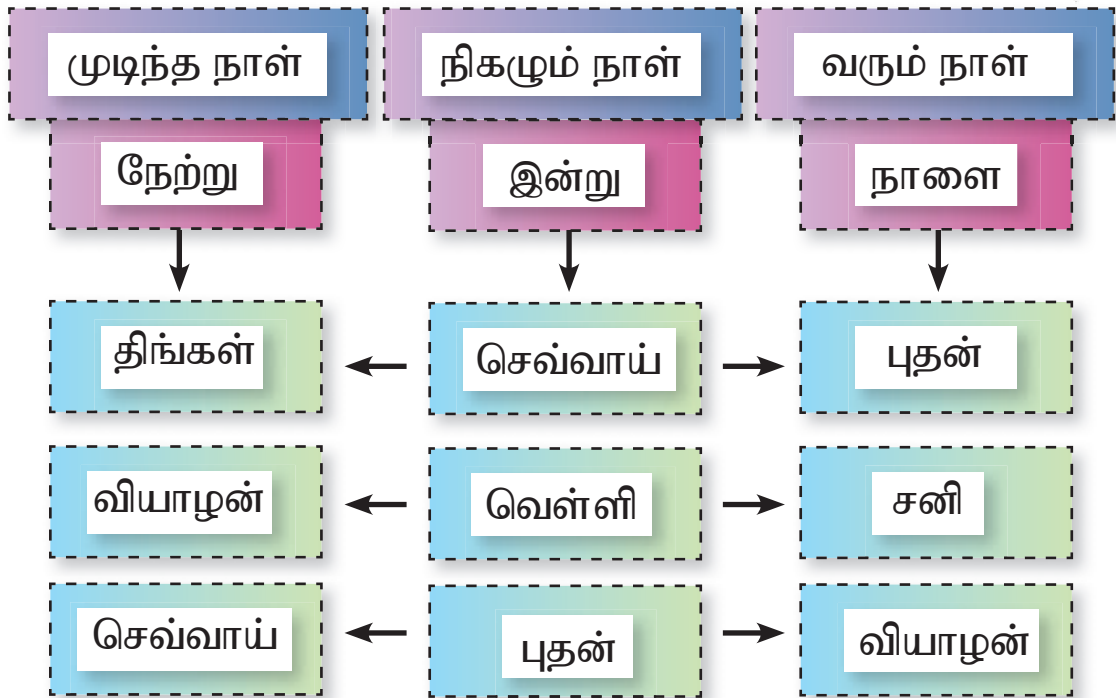 முடிந்த நாள்
நிகழும் நாள்
வரும் நாள்
நேற்று
இன்று
நாளை
திங்கள்
செவ்வாய்
புதன்
வியாழன்
வெள்ளி
சனி
செவ்வாய்
புதன்
வியாழன்